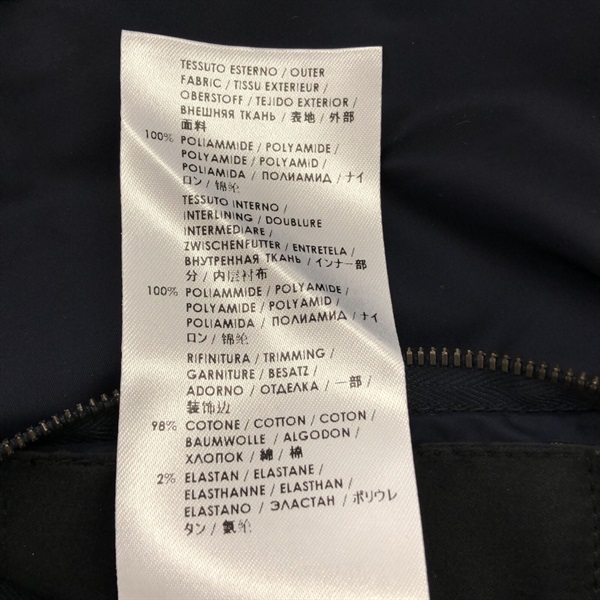 TESSUTO ESTERNO / OUTER
FABRIC / TISSU EXTERIEUR /
OBERSTOFF / TEJIDO EXTERIOR /
ВНЕШНЯЯ ТКАНЬ / 表地 / 外部
面料
100% POLIAMMIDE / POLYAMIDE /
POLYAMIDE / POLYAMID /
POLIAMIDA / ПОЛИАМИД / ナイ
ロン / 锦纶
TESSUTO INTERNO /
INTERLINING / DOUBLURE
INTERMEDIARE /
ZWISCHENFUTTER / ENTRETELA /
ВНУТРЕННАЯ ТКАНЬ / インナー部
分 / 内层衬布
100% POLIAMMIDE / POLYAMIDE /
POLYAMIDE / POLYAMID /
POLIAMIDA / ПОЛИАМИД / ナイ
ロン / 锦纶
RIFINITURA / TRIMMING /
GARNITURE / BESATZ /
ADORNO / ОТДЕЛКА / 一部 /
装饰边
98% COTONE / COTTON / COTON /
BAUMWOLLE / ALGODON /
ХЛОПОК / 綿 / 棉
2% ELASTAN / ELASTANE /
ELASTHANNE / ELASTHAN /
ELASTANO / ЭЛАСТАН / ポリウレ
タン / 氨纶